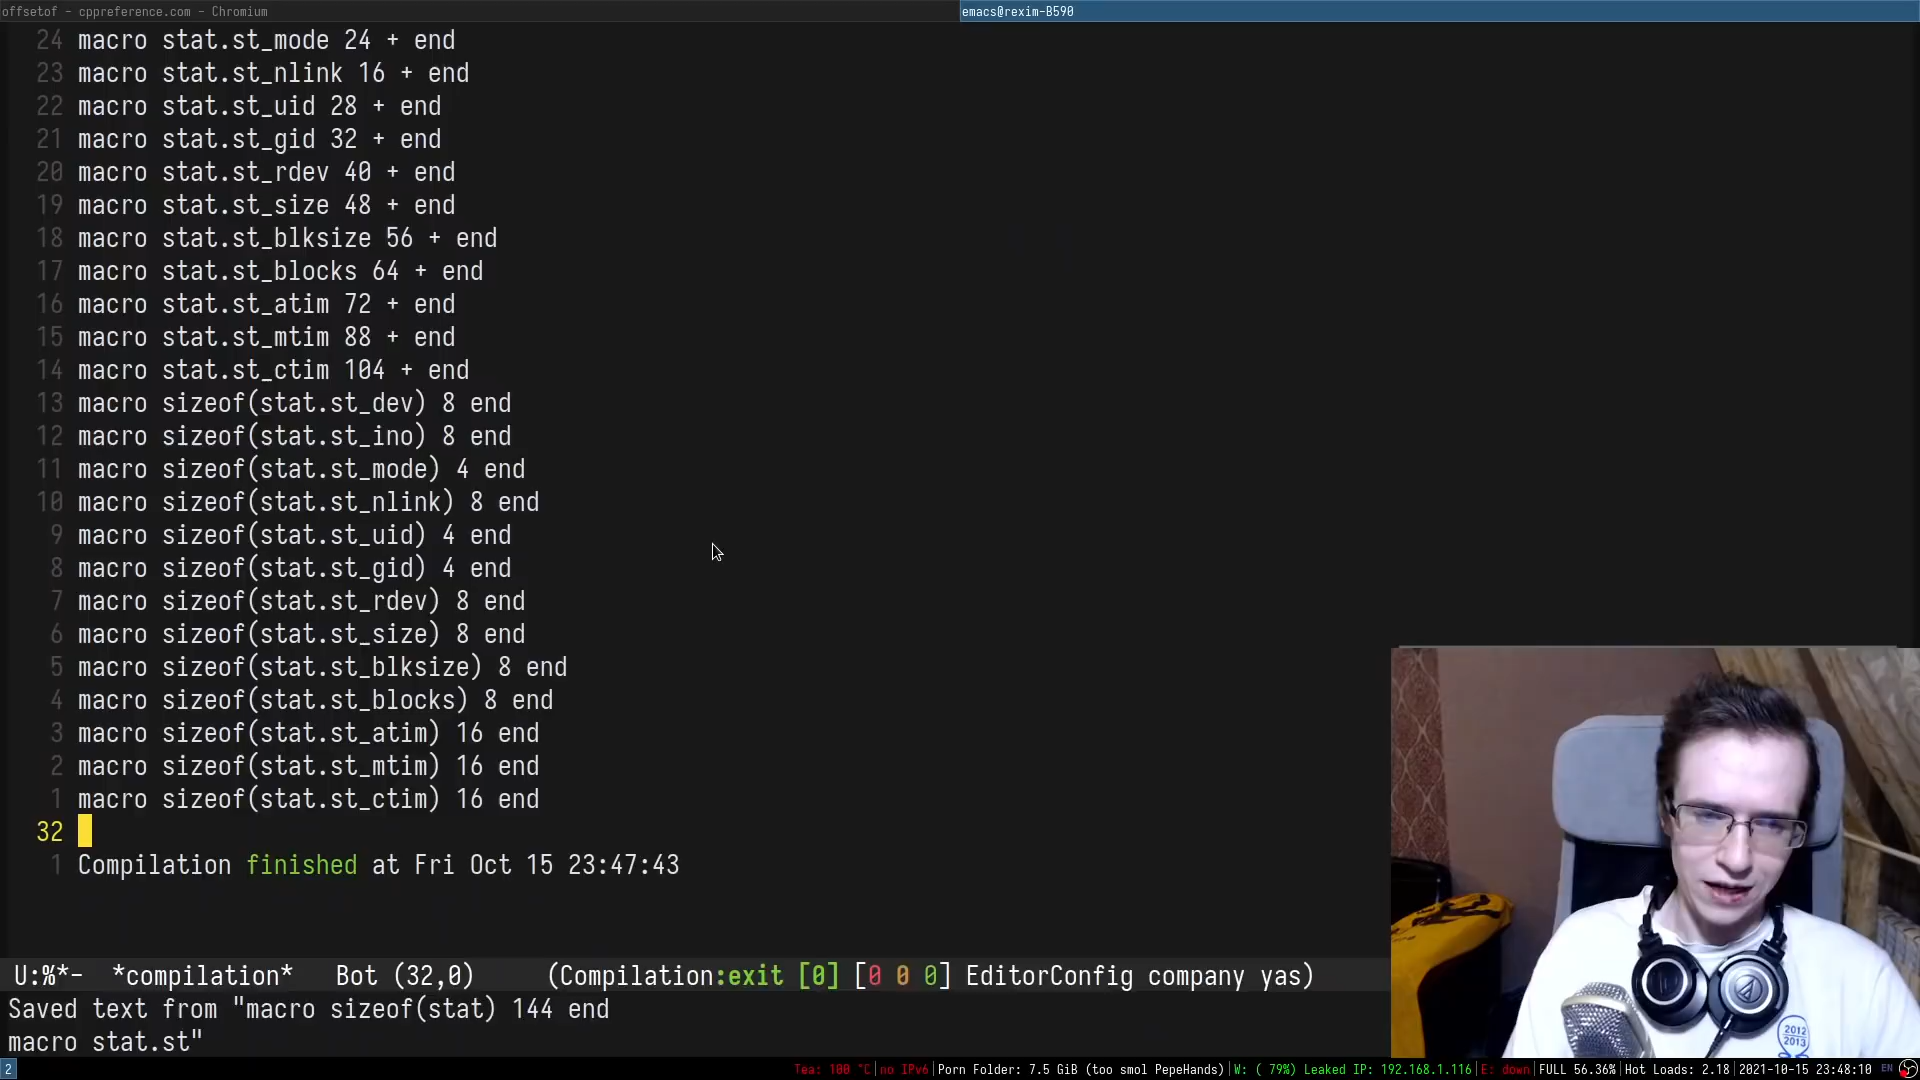 offsetof - cppreference.com - Chromium
emacs@rexim-B590
24 macro stat.st_mode 24 + end
23 macro stat.st_nlink 16 + end
22 macro stat.st_uid 28 + end
21 macro stat.st_gid 32 + end
20 macro stat.st_rdev 40 + end
19 macro stat.st_size 48 + end
18 macro stat.st_blksize 56 + end
17 macro stat.st_blocks 64 + end
16 macro stat.st_atim 72 + end
15 macro stat.st_mtim 88 + end
14 macro stat.st_ctim 104 + end
13 macro sizeof(stat.st_dev) 8 end
12 macro sizeof(stat.st_ino) 8 end
11 macro sizeof(stat.st_mode) 4 end
10 macro sizeof(stat.st_nlink) 8 end
9 macro sizeof(stat.st_uid) 4 end
8 macro sizeof(stat.st_gid) 4 end
7 macro sizeof(stat.st_rdev) 8 end
6 macro sizeof(stat.st_size) 8 end
5 macro sizeof(stat.st_blksize) 8 end
4 macro sizeof(stat.st_blocks) 8 end
3 macro sizeof(stat.st_atim) 16 end
2 macro sizeof(stat.st_mtim) 16 end
1 macro sizeof(stat.st_ctim) 16 end
32
1 Compilation finished at Fri Oct 15 23:47:43
U:%*- *compilation* Bot (32,0) (Compilation:exit [0] [0 0 0] EditorConfig company yas)
Saved text from "macro sizeof(stat) 144 end
macro stat.st"
2012
2013
2 Tea: 100 °C|no IPv6|Porn Folder: 7.5 GiB (too smol PepeHands)|W: ( 79%) Leaked IP: 192.168.1.116|E: down|FULL 56.36%|Hot Loads: 2.18|2021-10-15 23:48:10 EN